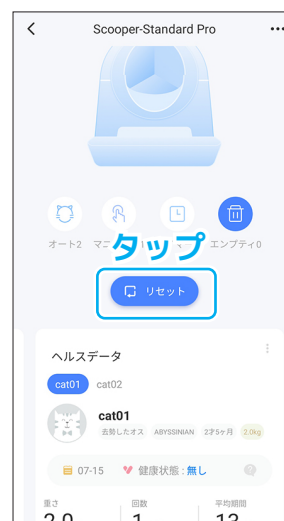 Scooper-Standard Pro
オート2 エンプティ0
タップ
リセット
ヘルスデータ
cat01 cat02
cat01
去勢したオス ABYSSINIAN 2才5ヶ月 2.0kg
07-15 健康状態 : 無し
重さ 回数 平均期間